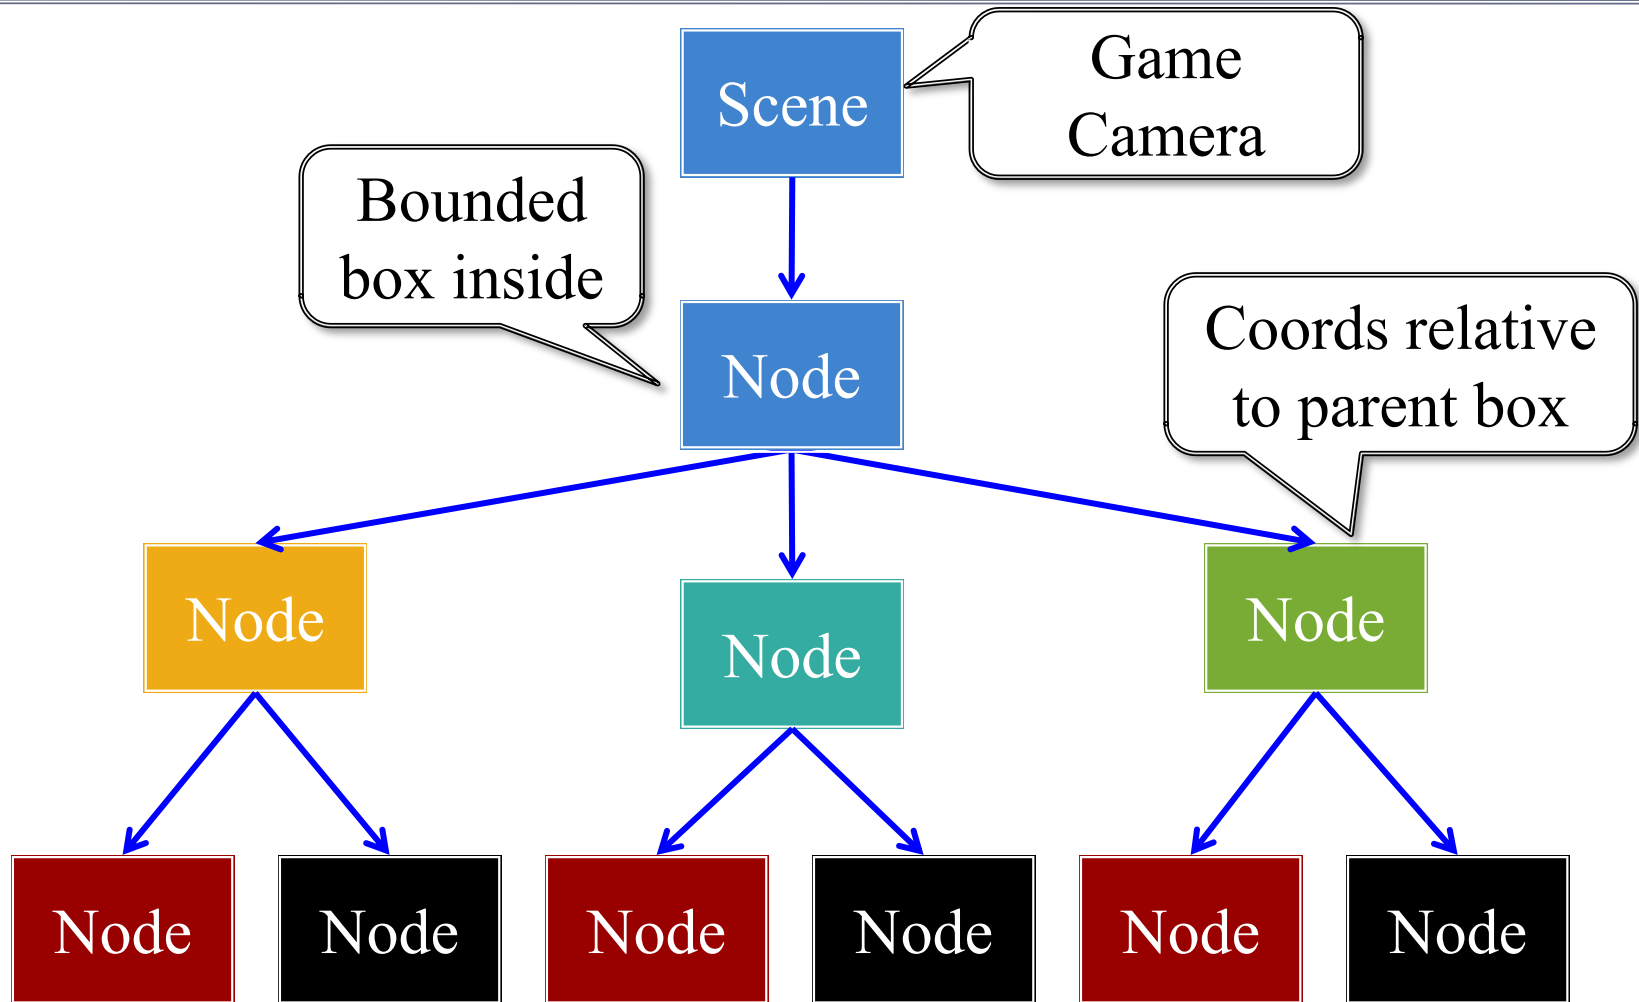 Scene
Game
Camera
Bounded
box inside
Node
Coords relative
to parent box
Node
Node
Node
Node
Node
Node
Node
Node
Node